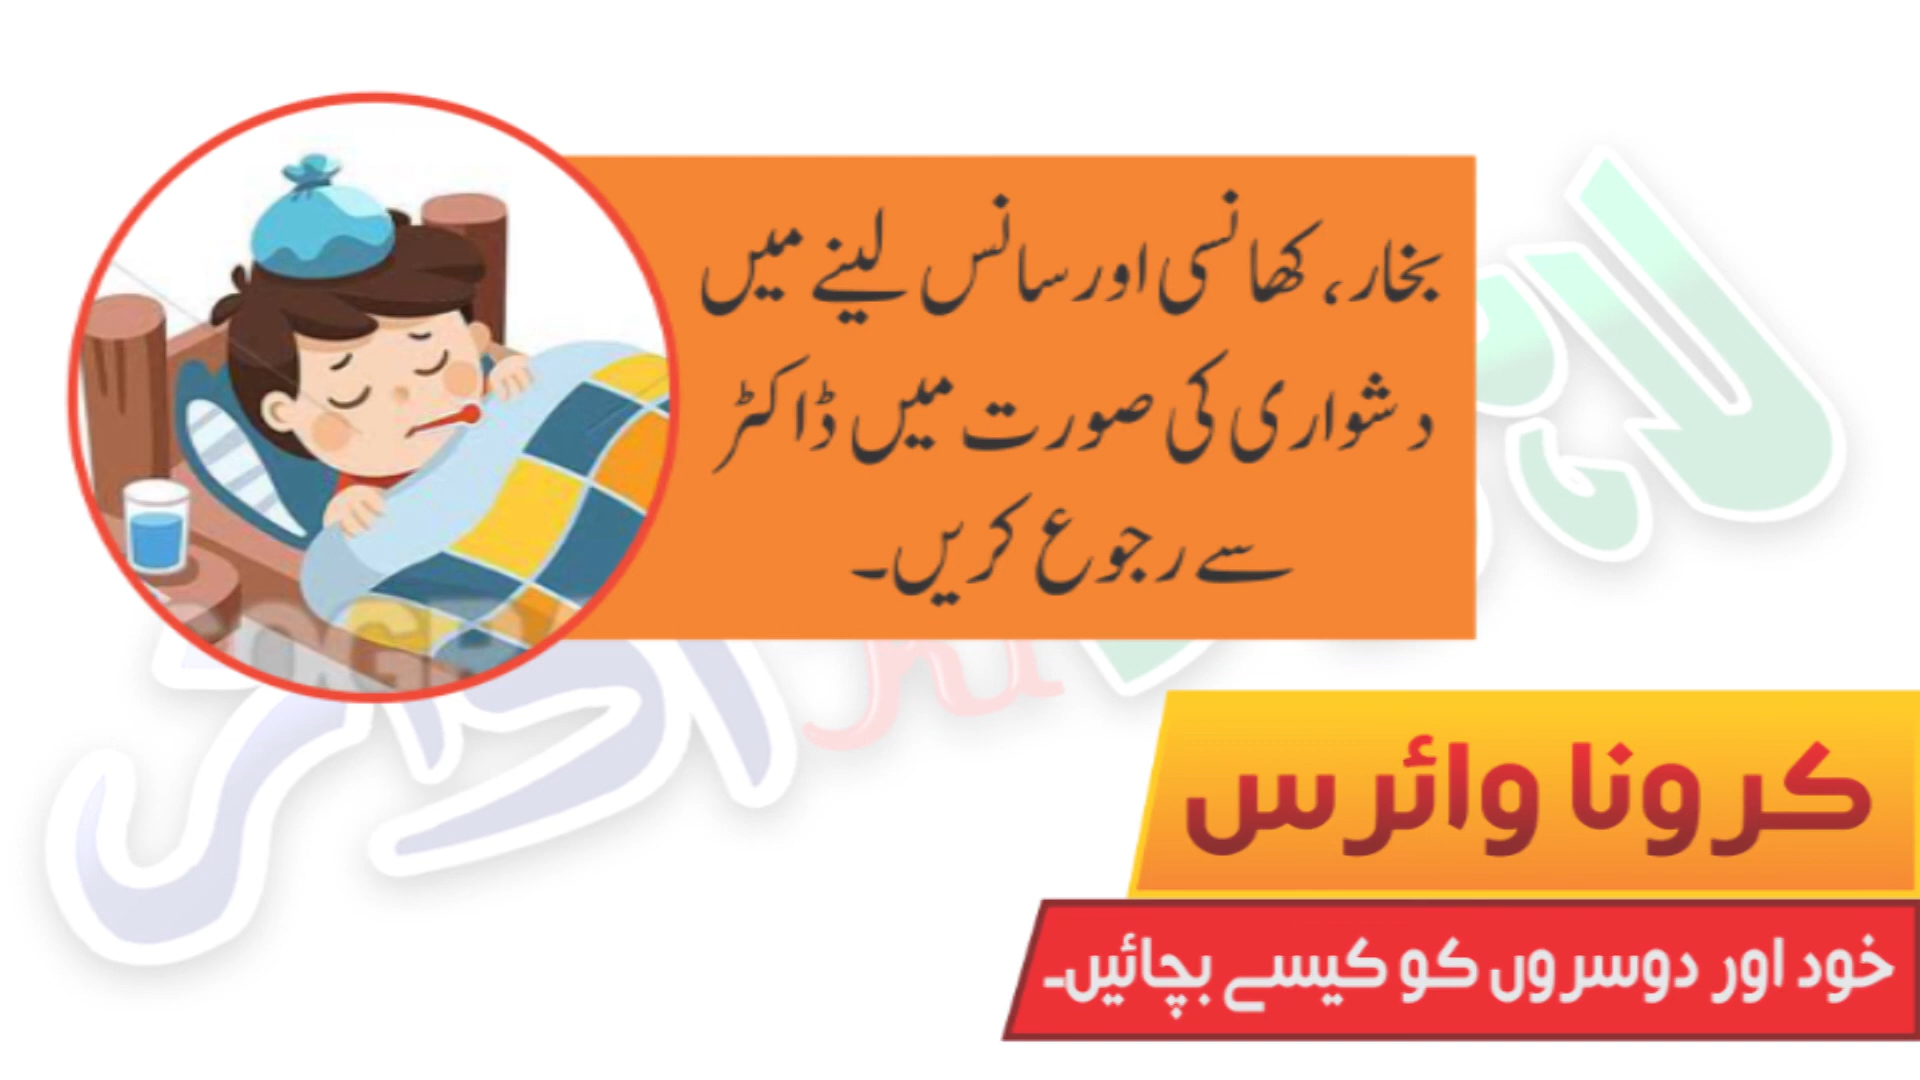 بخار، کھانسی اور سانس لینے میں
دشواری کی صورت میں ڈاکٹر
سے رجوع کریں۔
کرونا وائرس
خود اور دوسروں کو کیسے بچائیں۔